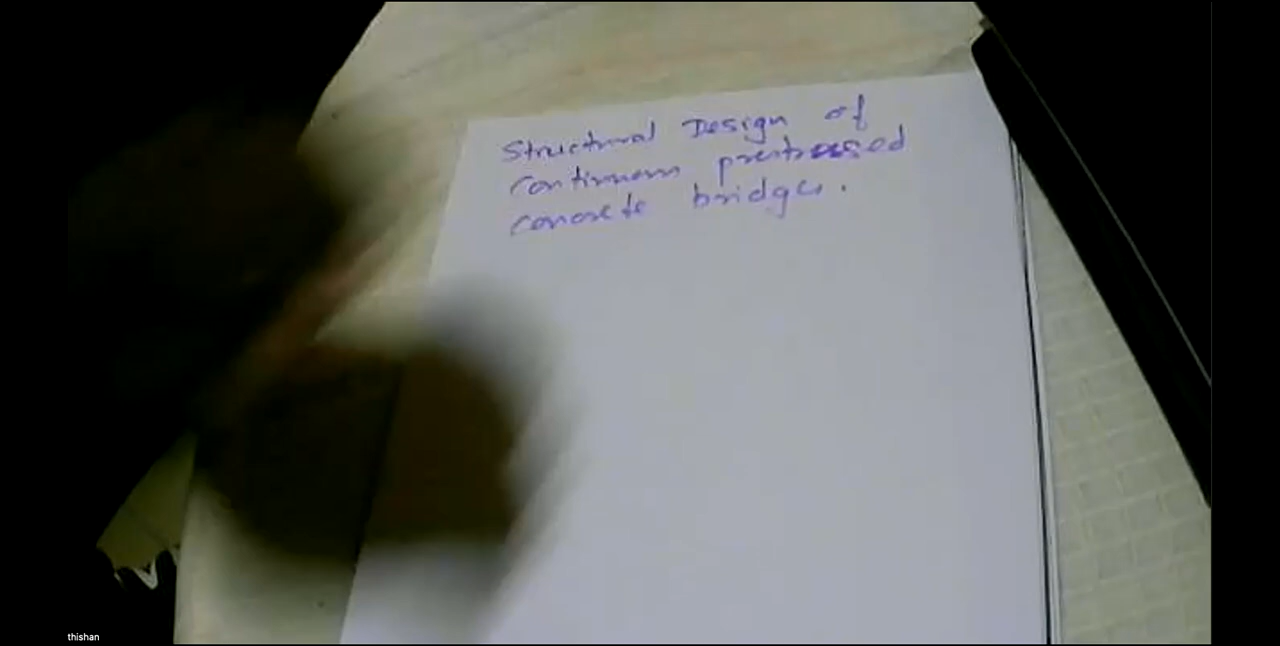 Structural Design of
Continuous prestressed
concrete bridges.
thishan